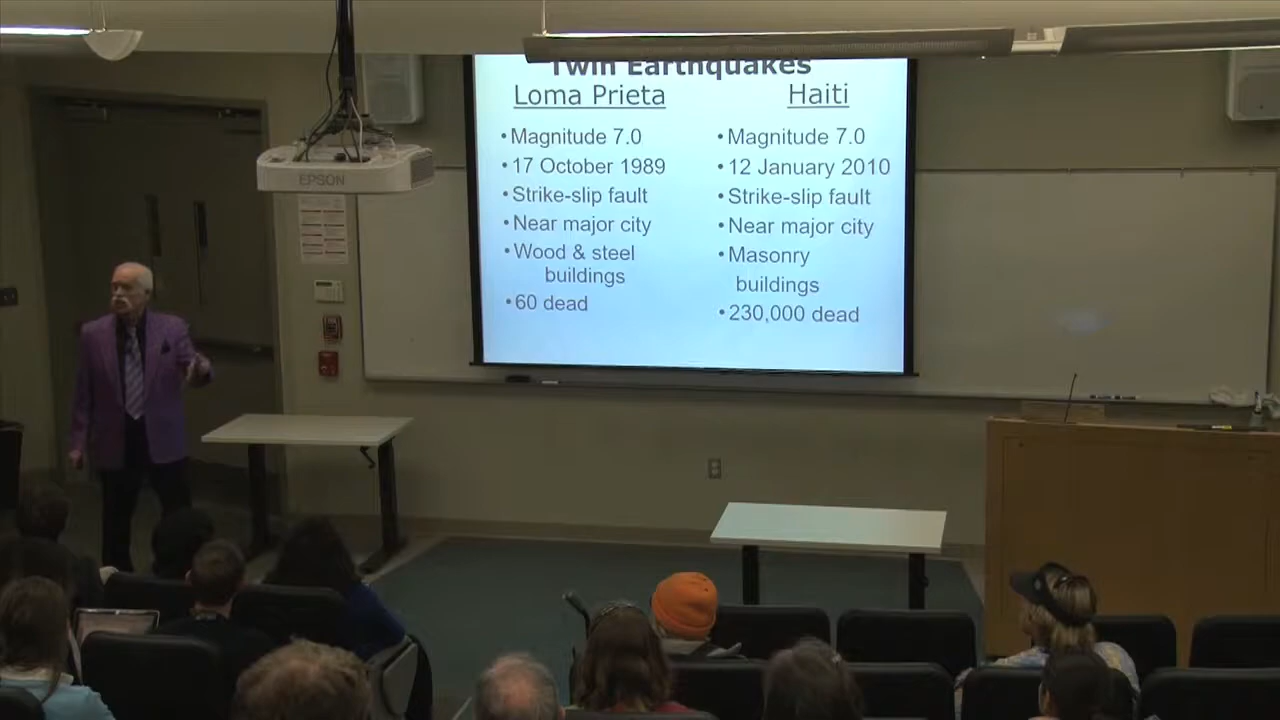 Twin Earthquakes
Loma Prieta
• Magnitude 7.0
• 17 October 1989
• Strike-slip fault
• Near major city
• Wood & steel
buildings
• 60 dead
Haiti
• Magnitude 7.0
• 12 January 2010
• Strike-slip fault
• Near major city
• Masonry
buildings
• 230,000 dead
EPSON